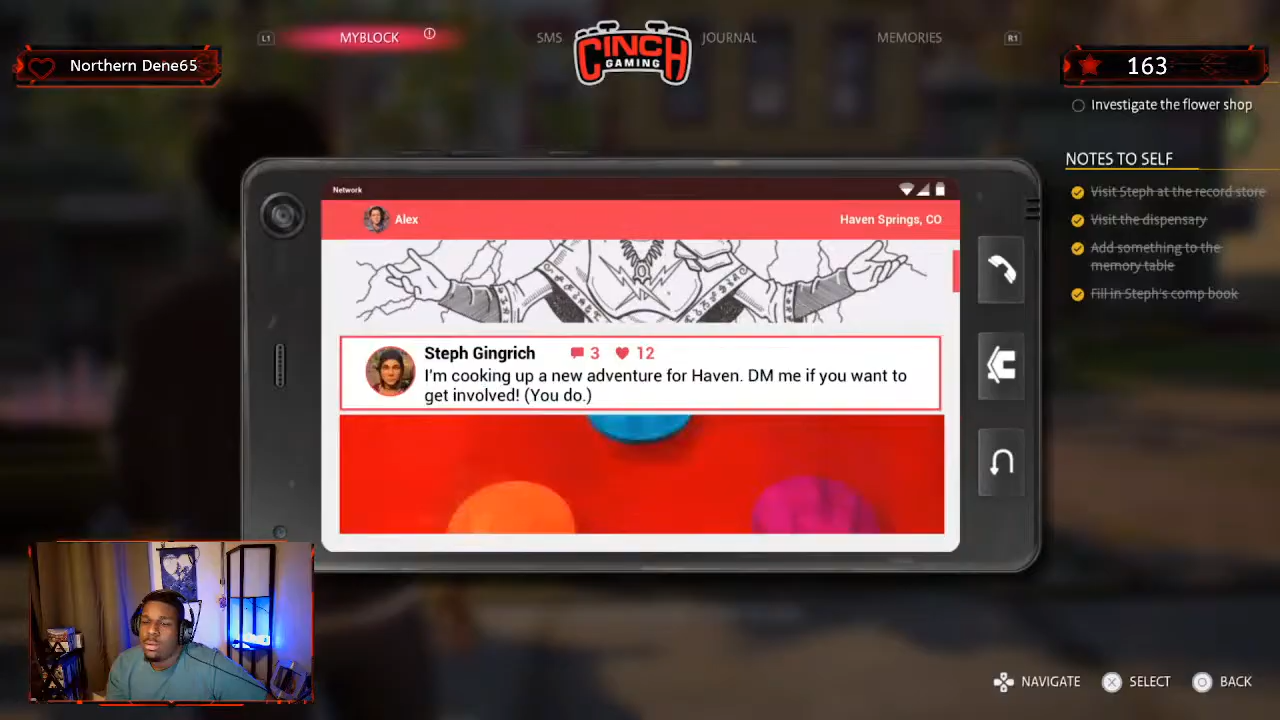 L1
MYBLOCK
SMS
CINCH
GAMING
JOURNAL
MEMORIES
R1
Northern Dene65
163
Investigate the flower shop
NOTES TO SELF
Visit Steph at the record store
Visit the dispensary
Add something to the
memory table
Fill in Steph's comp book
Network
Alex
Haven Springs, CO
Steph Gingrich 3 12
I'm cooking up a new adventure for Haven. DM me if you want to
get involved! (You do.)
NAVIGATE
SELECT
BACK